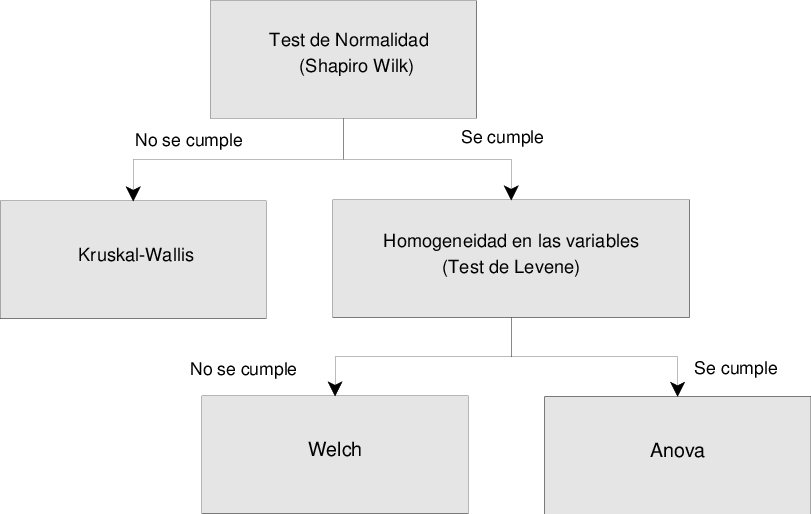 Test de Normalidad
(Shapiro Wilk)
No se cumple
Se cumple
Kruskal-Wallis
Homogeneidad en las variables
(Test de Levene)
No se cumple
Se cumple
Welch
Anova